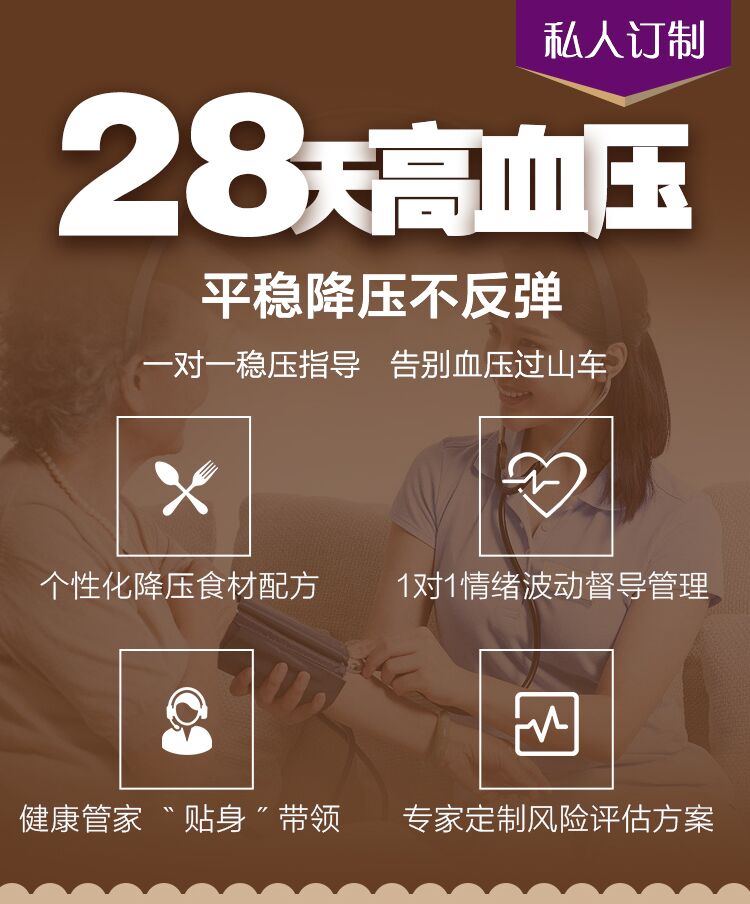 私人订制
28天高血压
平稳降压不反弹
一对一稳压指导 告别血压过山车
个性化降压食材配方
1对1情绪波动督导管理
健康管家〝贴身〞带领
专家定制风险评估方案